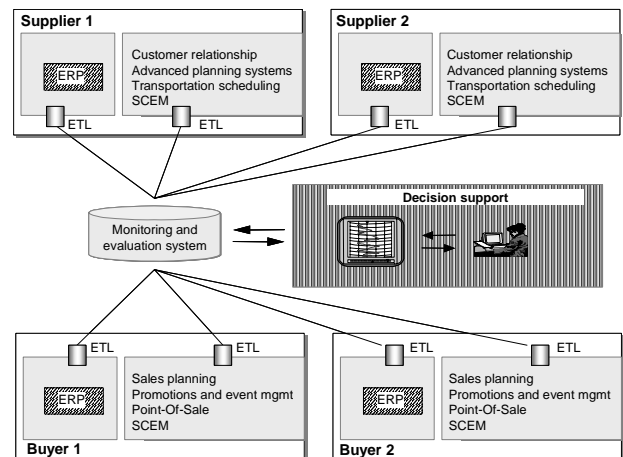 Supplier 1
ERP
Customer relationship
Advanced planning systems
Transportation scheduling
SCEM
ETL
ETL
Supplier 2
ERP
Customer relationship
Advanced planning systems
Transportation scheduling
SCEM
ETL
ETL
Monitoring and
evaluation system
Decision support
ETL
ETL
ERP
Sales planning
Promotions and event mgmt
Point-Of-Sale
SCEM
Buyer 1
ETL
ETL
ERP
Sales planning
Promotions and event mgmt
Point-Of-Sale
SCEM
Buyer 2